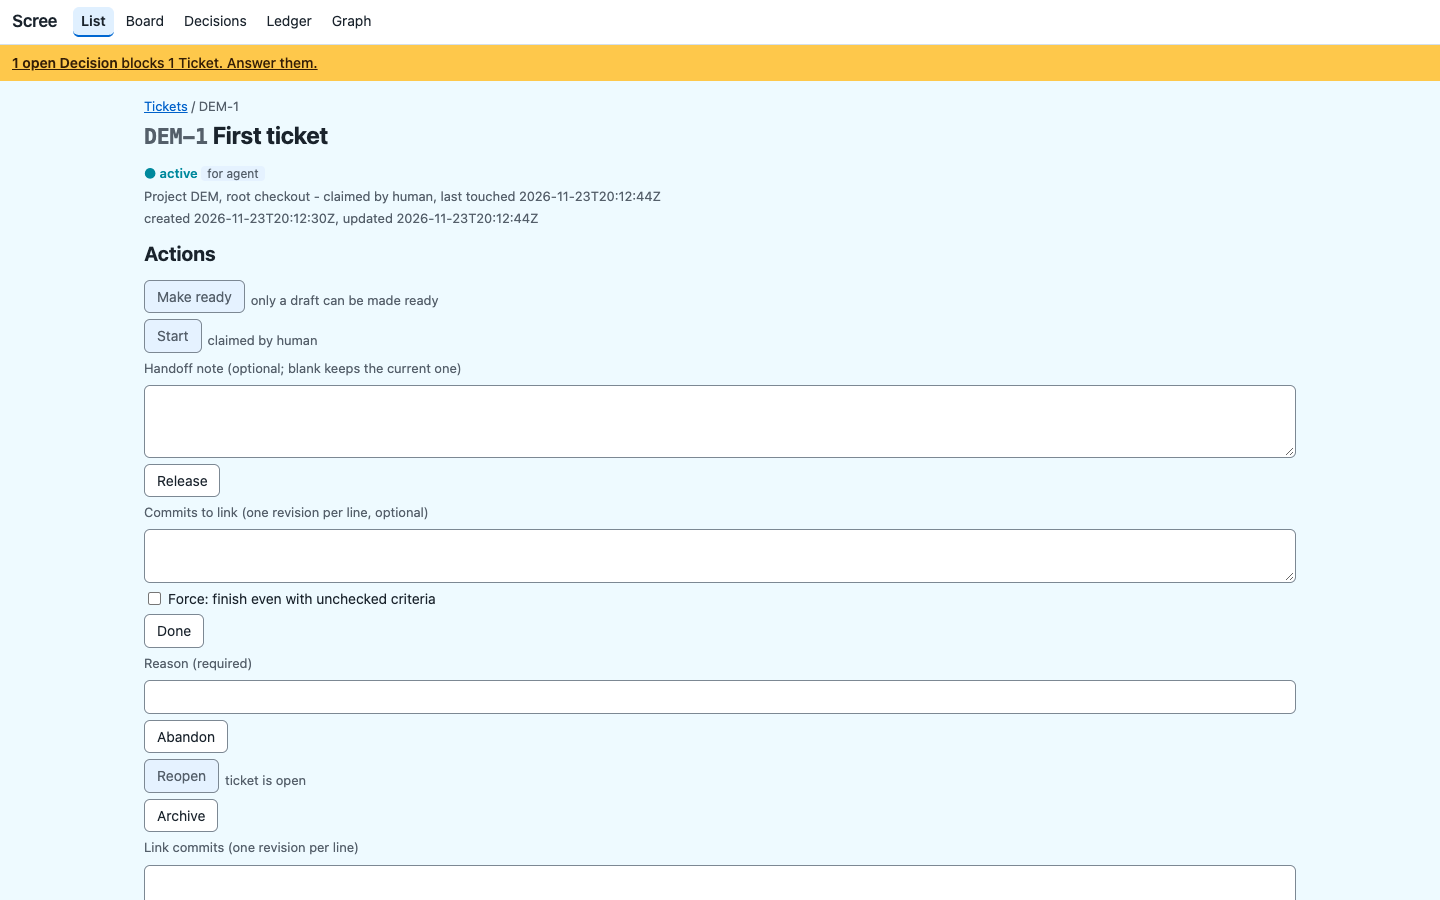 Scree List Board Decisions Ledger Graph
1 open Decision blocks 1 Ticket. Answer them.
Tickets / DEM-1
DEM-1 First ticket
active for agent
Project DEM, root checkout - claimed by human, last touched 2026-11-23T20:12:44Z
created 2026-11-23T20:12:30Z, updated 2026-11-23T20:12:44Z
Actions
Make ready only a draft can be made ready
Start claimed by human
Handoff note (optional; blank keeps the current one)
Release
Commits to link (one revision per line, optional)
Force: finish even with unchecked criteria
Done
Reason (required)
Abandon
Reopen ticket is open
Archive
Link commits (one revision per line)